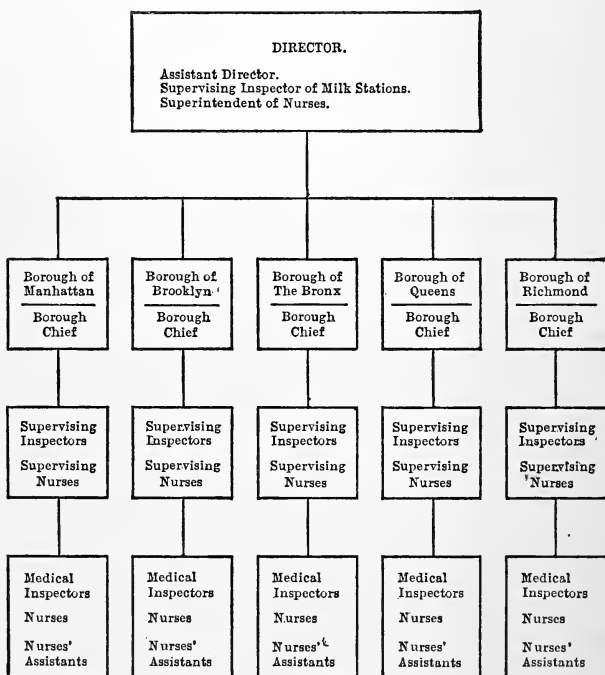 DIRECTOR.
Assistant Director.
Supervising Inspector of Milk Stations.
Superintendent of Nurses.
Borough of
Manhattan
Borough
Chief
Borough of
Brooklyn
Borough
Chief
Borough of
The Bronx
Borough
Chief
Borough of
Queens
Borough
Chief
Borough of
Richmond
Borough
Chief
Supervising
Inspectors
Supervising
Nurses
Supervising
Inspectors
Supervising
Nurses
Supervising
Inspectors
Supervising
Nurses
Supervising
Inspectors
Supervising
Nurses
Supervising
Inspectors
Supervising
Nurses
Medical
Inspectors
Nurses
Nurses'
Assistants
Medical
Inspectors
Nurses
Nurses'
Assistants
Medical
Inspectors
Nurses
Nurses'
Assistants
Medical
Inspectors
Nurses
Nurses'
Assistants
Medical
Inspectors
Nurses
Nurses'
Assistants